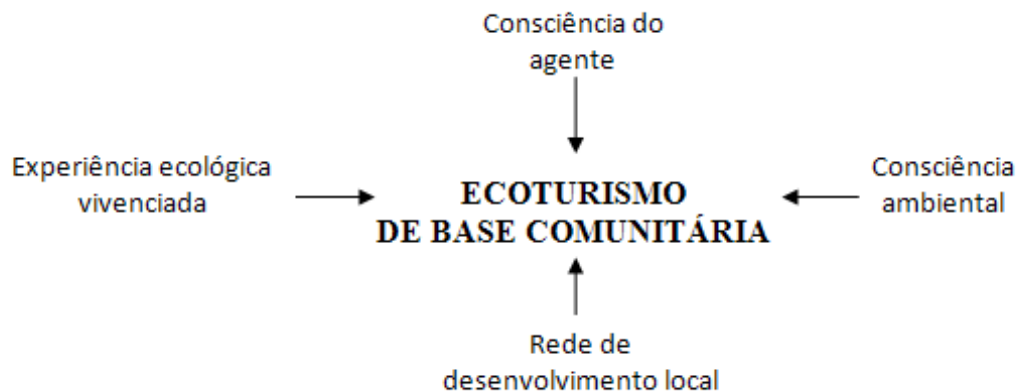 Consciência do
agente
Experiência ecológica
vivenciada
ECOTURISMO
DE BASE COMUNITÁRIA
Consciência
ambiental
Rede de
desenvolvimento local